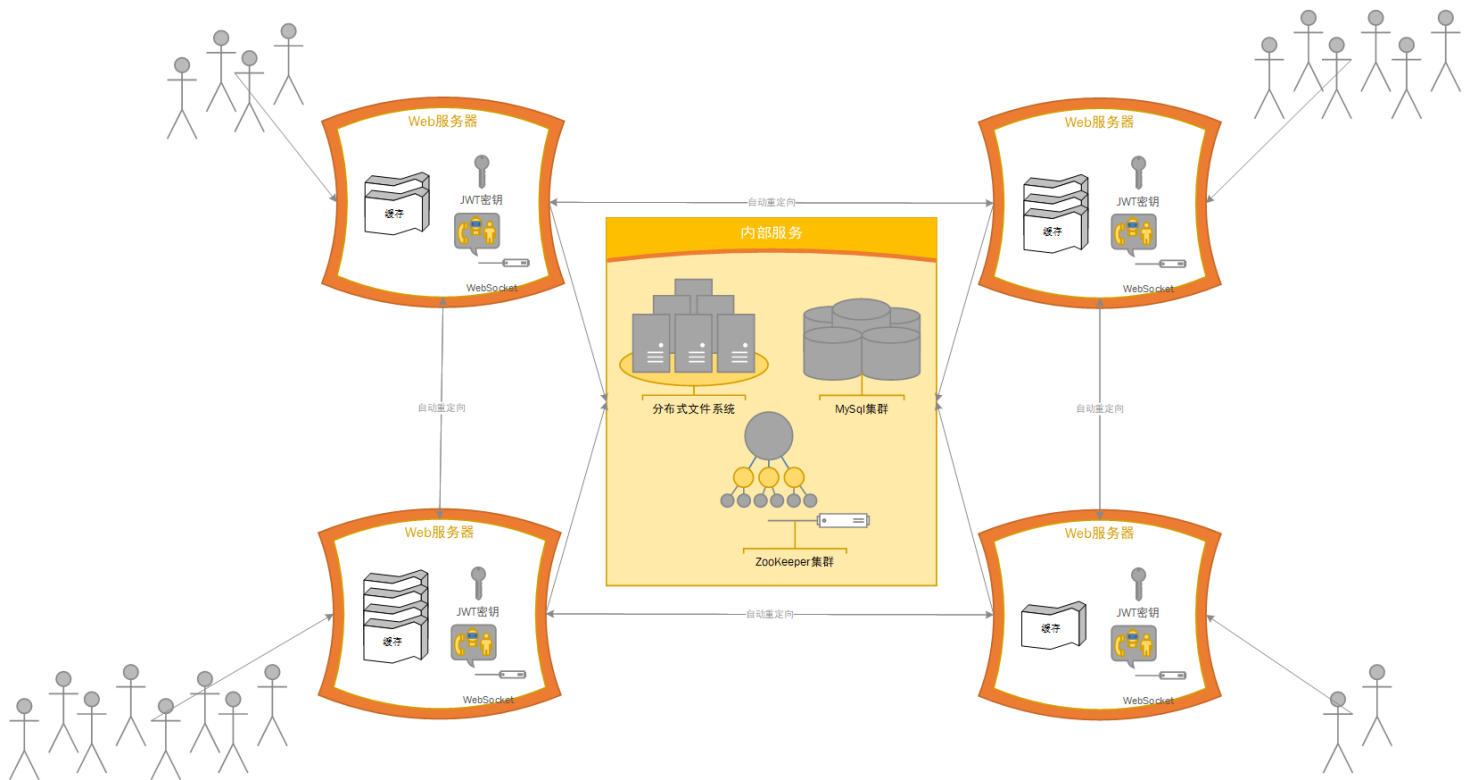 Web服务器
JWT密钥
缓存
WebSocket
自动重定向
Web服务器
JWT密钥
缓存
WebSocket
内部服务
分布式文件系统
MySql集群
ZooKeeper集群
自动重定向
自动重定向
Web服务器
JWT密钥
缓存
WebSocket
自动重定向
Web服务器
JWT密钥
缓存
WebSocket